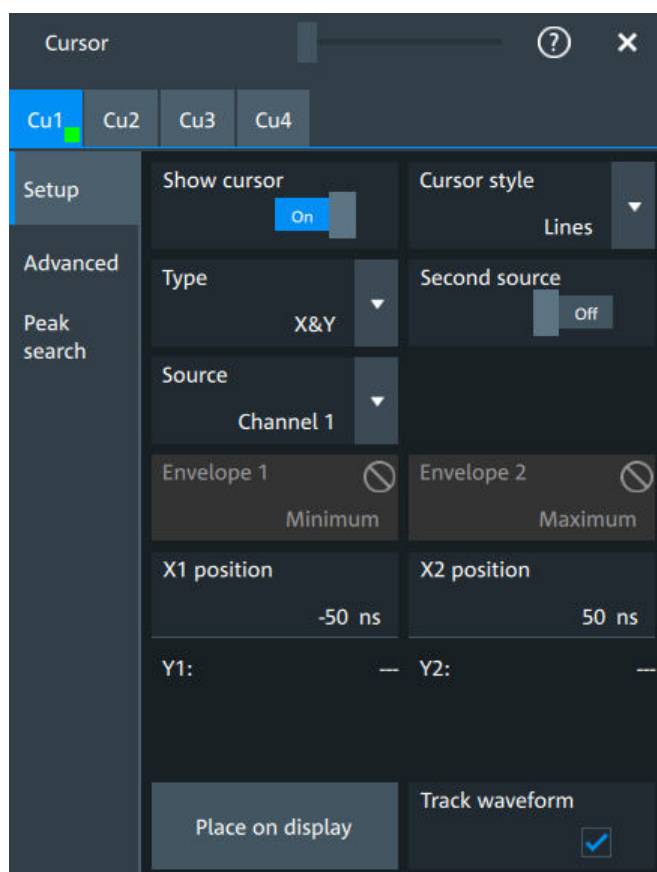 Cursor
Cu1 Cu2 Cu3 Cu4
Setup
Advanced
Peak
search
Show cursor
On
Cursor style
Lines
Type
X&Y
Second source
Off
Source
Channel 1
Envelope 1
Minimum
Envelope 2
Maximum
X1 position
-50 ns
X2 position
50 ns
Y1: ---
Y2: ---
Place on display
Track waveform